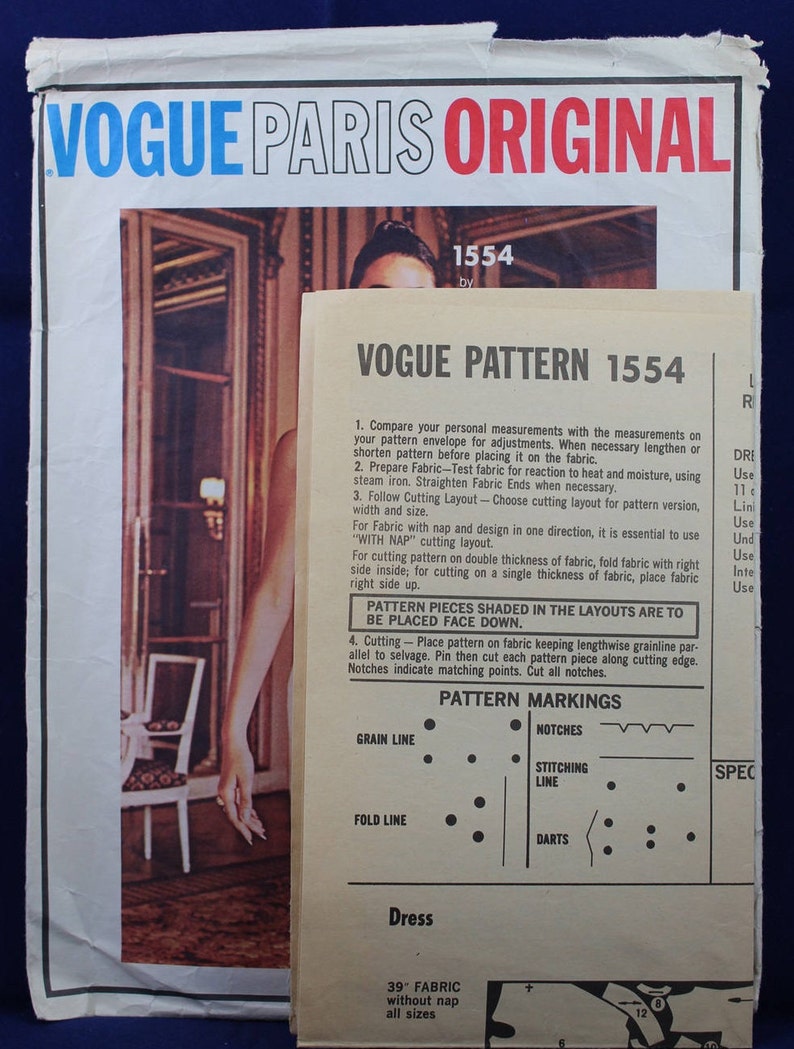 VOGUE PARIS ORIGINAL
®
1554
by
VOGUE PATTERN 1554
1. Compare your personal measurements with the measurements on
your pattern envelope for adjustments. When necessary lengthen or
shorten pattern before placing it on the fabric.
2. Prepare Fabric—Test fabric for reaction to heat and moisture, using
steam iron. Straighten Fabric Ends when necessary.
3. Follow Cutting Layout — Choose cutting layout for pattern version,
width and size.
For Fabric with nap and design in one direction, it is essential to use
"WITH NAP" cutting layout.
For cutting pattern on double thickness of fabric, fold fabric with right
side inside; for cutting on a single thickness of fabric, place fabric
right side up.
PATTERN PIECES SHADED IN THE LAYOUTS ARE TO
BE PLACED FACE DOWN.
4. Cutting — Place pattern on fabric keeping lengthwise grainline par-
allel to selvage. Pin then cut each pattern piece along cutting edge.
Notches indicate matching points. Cut all notches.
PATTERN MARKINGS
GRAIN LINE
NOTCHES
STITCHING
LINE
FOLD LINE
DARTS
L
R
DRE
Use
11
Lin
Use
Und
Use
Inte
Use
SPEC
Dress
39" FABRIC
without nap
all sizes
6
12
8
10